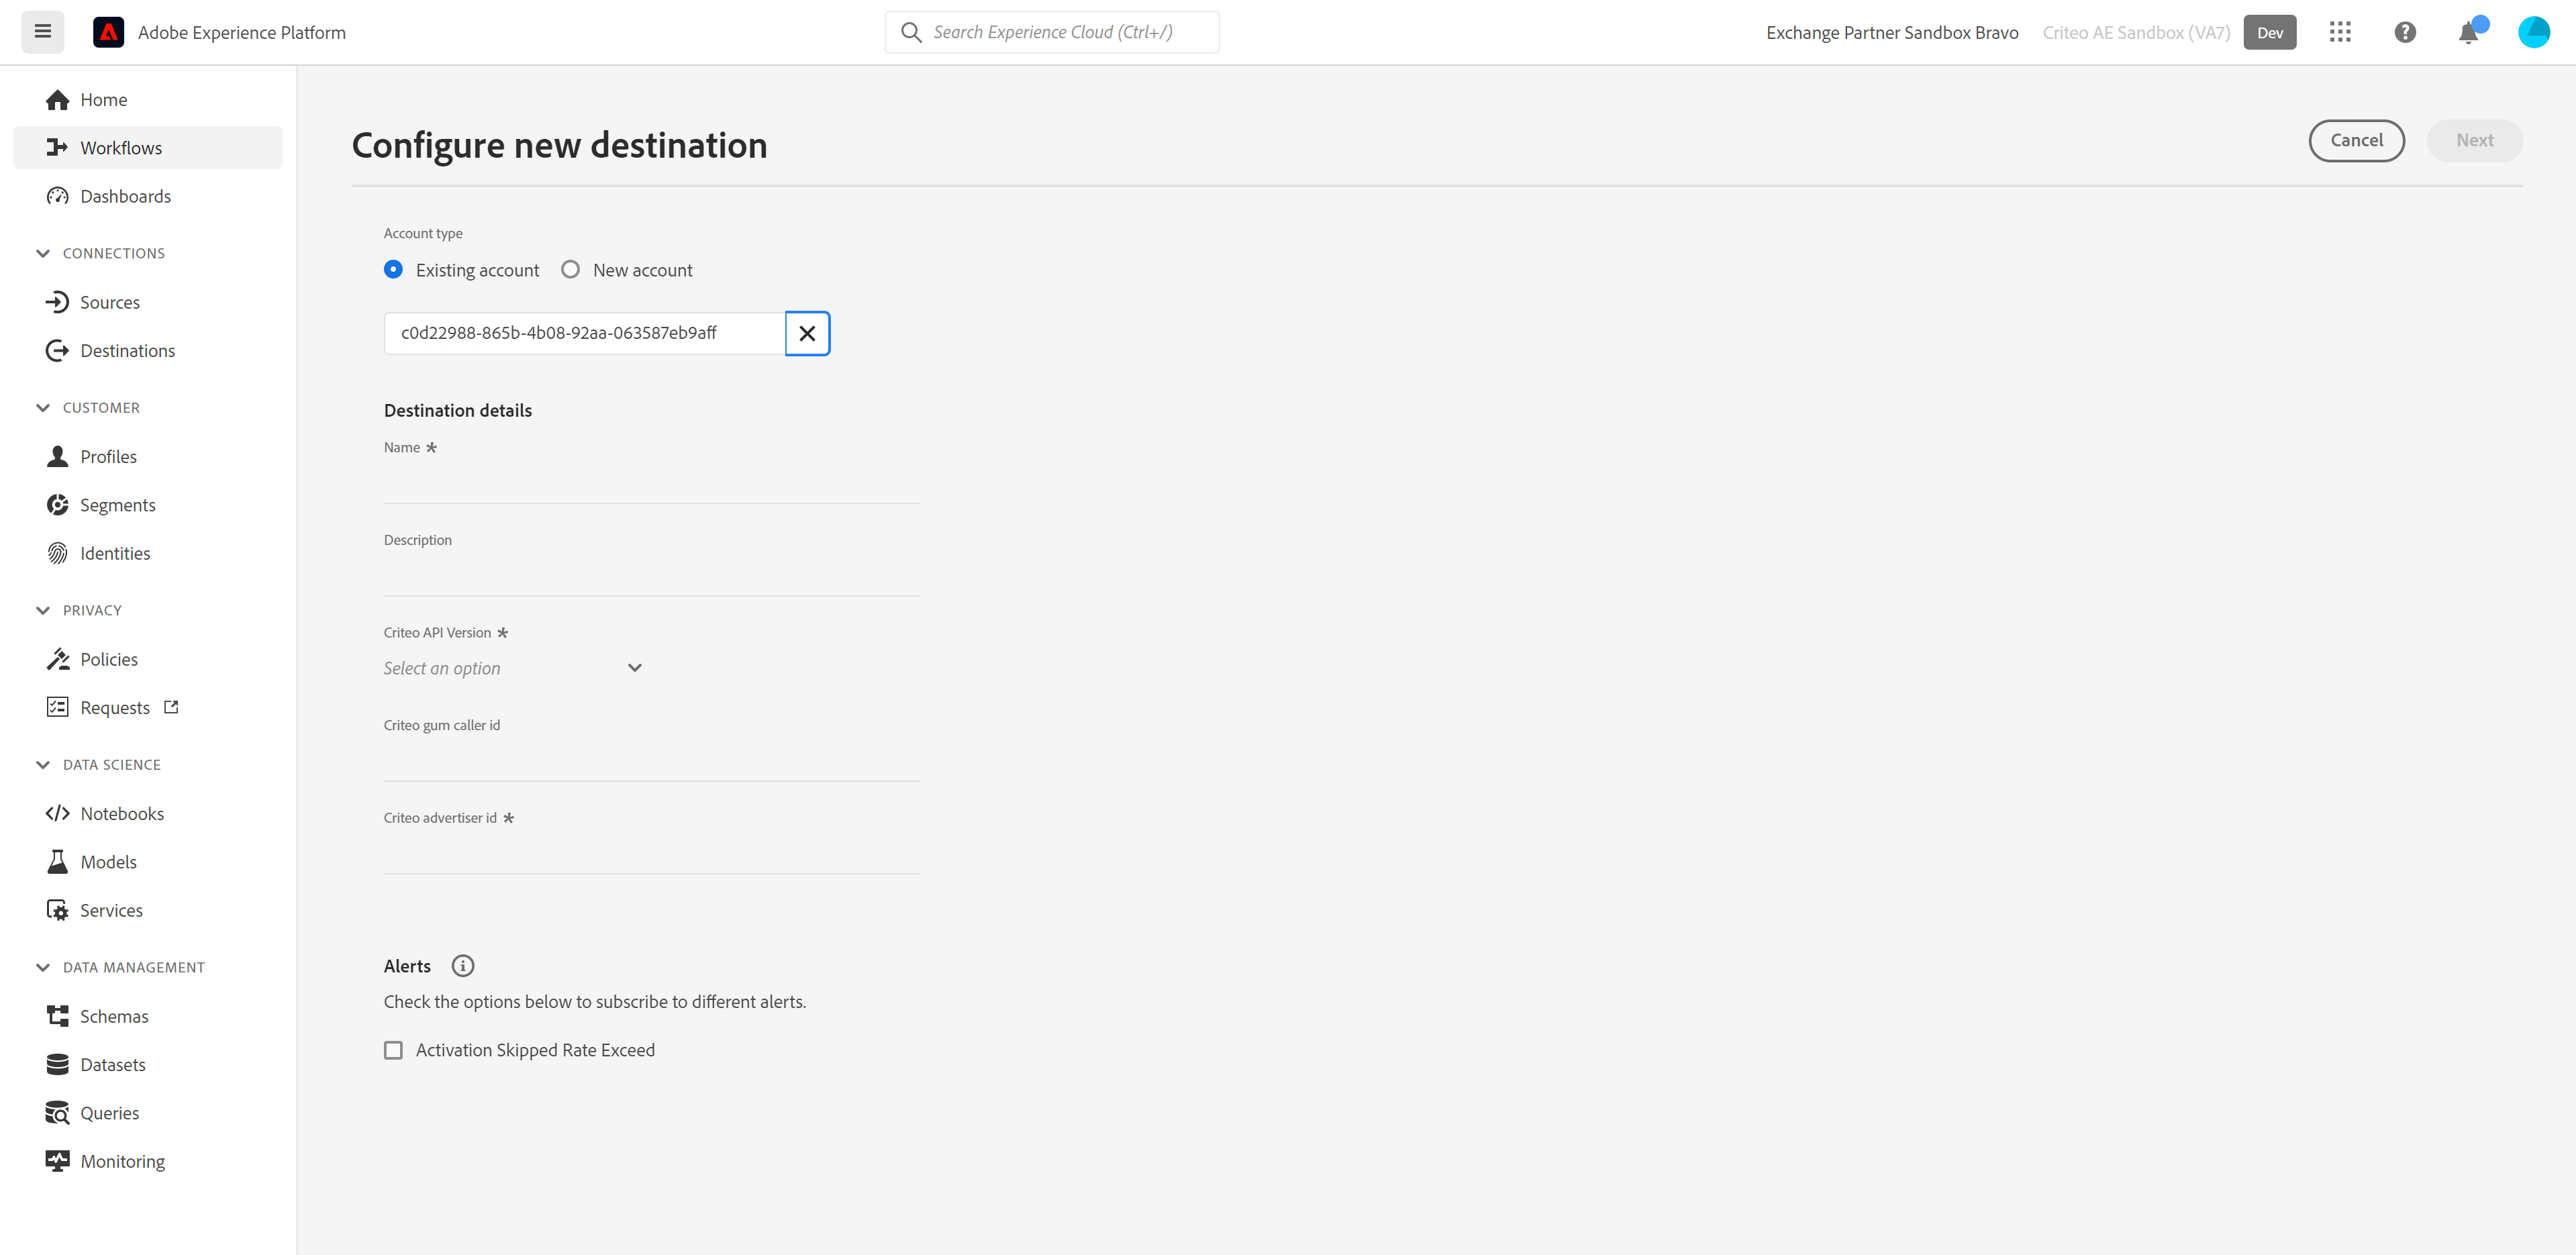 Adobe Experience Platform
Search Experience Cloud (Ctrl+/)
Exchange Partner Sandbox Bravo
Criteo AE Sandbox (VA7)
Dev
Home
Workflows
Dashboards
CONNECTIONS
Sources
Destinations
CUSTOMER
Profiles
Segments
Identities
PRIVACY
Policies
Requests
DATA SCIENCE
Notebooks
Models
Services
DATA MANAGEMENT
Schemas
Datasets
Queries
Monitoring
Configure new destination
Cancel
Next
Account type
Existing account
New account
c0d22988-865b-4b08-92aa-063587eb9aff
Destination details
Name *
Description
Criteo API Version *
Select an option
Criteo gum caller id
Criteo advertiser id *
Alerts
Check the options below to subscribe to different alerts.
Activation Skipped Rate Exceed